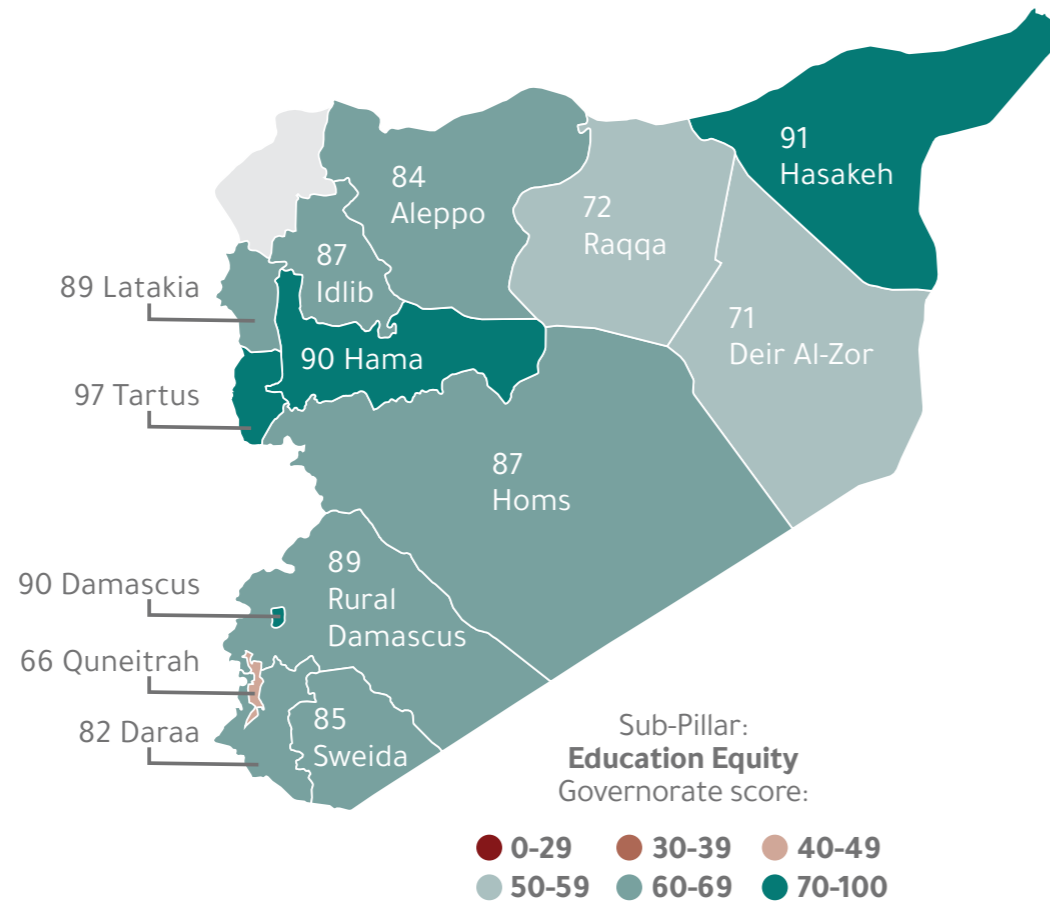 91
Hasakeh
84
Aleppo
72
Raqqa
87
Idlib
89 Latakia
71
Deir Al-Zor
90 Hama
97 Tartus
87
Homs
89
Rural
Damascus
90 Damascus
66 Quneitrah
82 Daraa
85
Sweida
Sub-Pillar:
Education Equity
Governorate score:
0-29 30-39 40-49
50-59 60-69 70-100